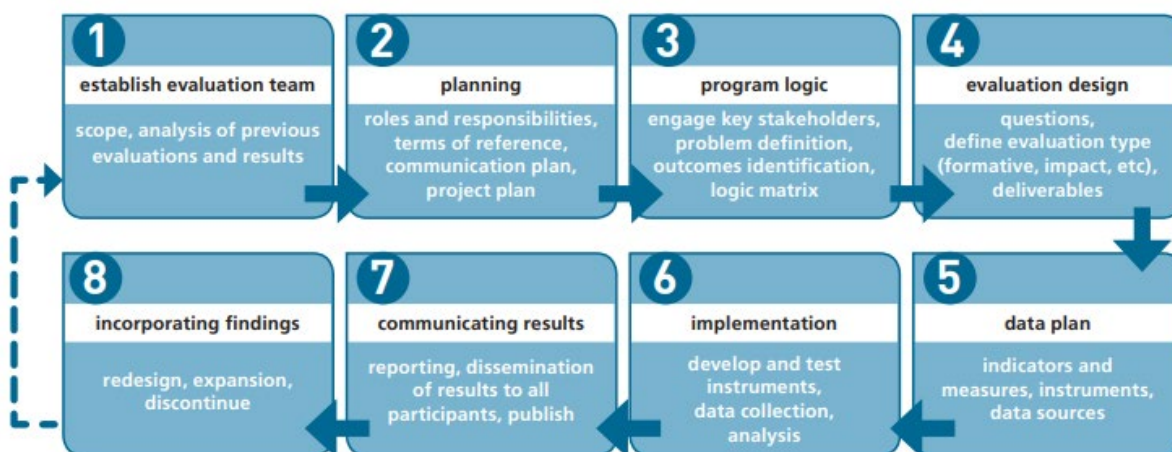 1
establish evaluation team
scope, analysis of previous
evaluations and results
2
planning
roles and responsibilities,
terms of reference,
communication plan,
project plan
3
program logic
engage key stakeholders,
problem definition,
outcomes identification,
logic matrix
4
evaluation design
questions,
define evaluation type
(formative, impact, etc),
deliverables
5
data plan
indicators and
measures, instruments,
data sources
6
implementation
develop and test
instruments,
data collection,
analysis
7
communicating results
reporting, dissemination
of results to all
participants, publish
8
incorporating findings
redesign, expansion,
discontinue